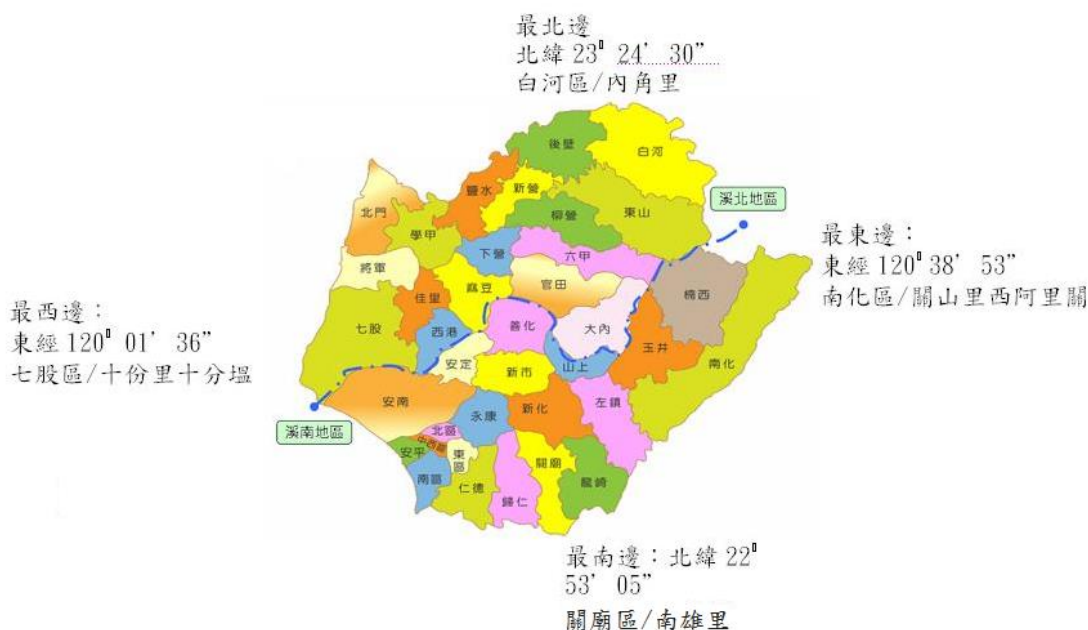 最北邊
北緯 23° 24’ 30”
白河區/內角里
後壁
白河
鹽水
新營
北門
柳營
東山
溪北地區
學甲
下營
六甲
將軍
麻豆
官田
楠西
佳里
七股
西港
善化
大內
玉井
安定
山上
南化
新市
安南
永康
新化
左鎮
溪南地區
北區
中西區
安平
東區
關廟
南區
仁德
歸仁
龍崎
最東邊：
東經 120° 38’ 53”
南化區/關山里西阿里關
最西邊：
東經 120° 01’ 36”
七股區/十份里十分塭
最南邊：北緯 22°
53’ 05”
關廟區/南雄里